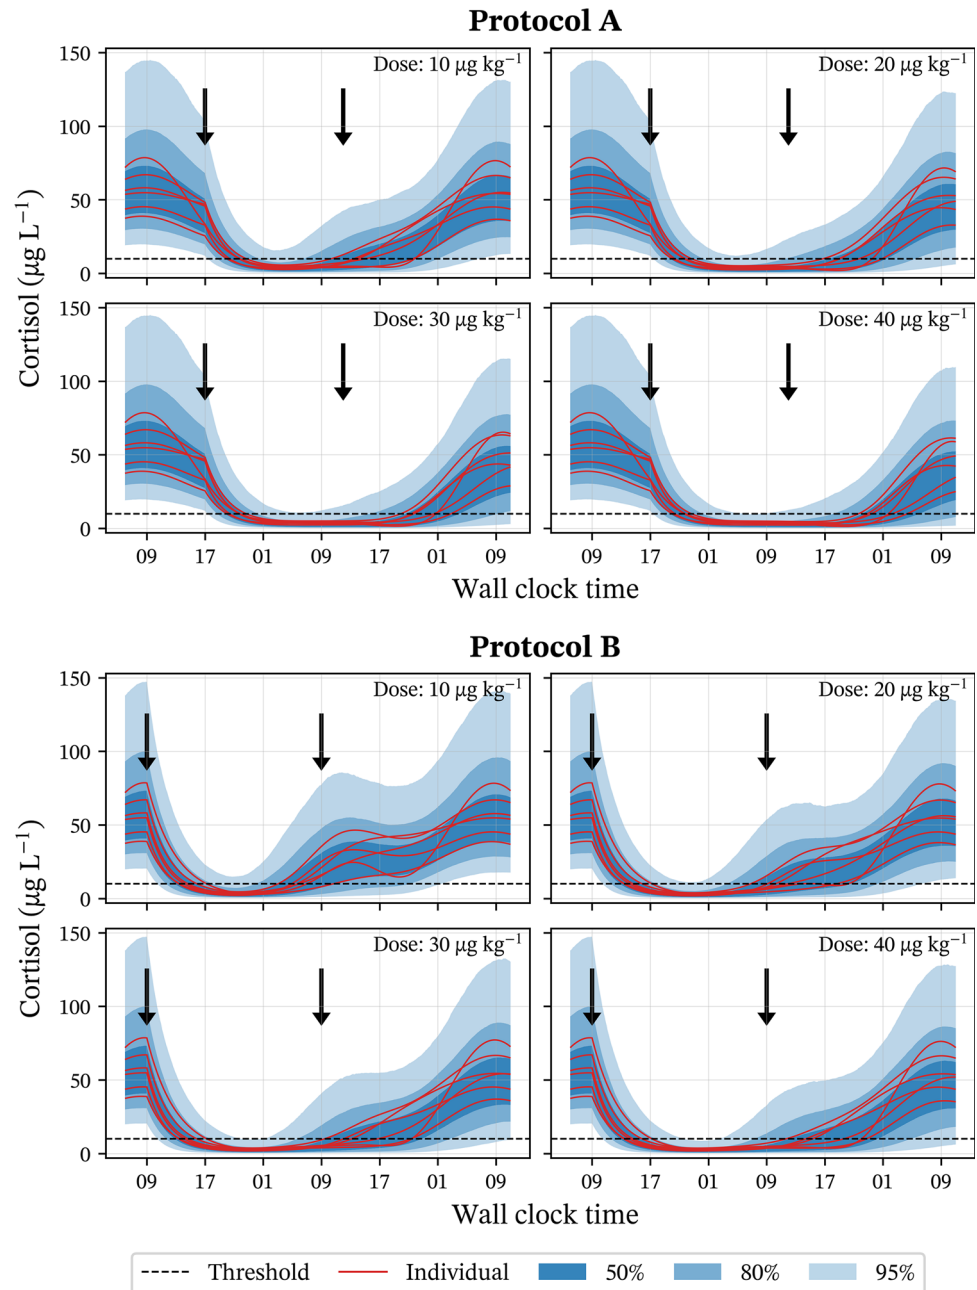 Protocol A
Cortisol (µg L⁻¹)
150
100
50
0
Dose: 10 µg kg⁻¹
Dose: 20 µg kg⁻¹
150
100
50
0
Dose: 30 µg kg⁻¹
Dose: 40 µg kg⁻¹
09 17 01 09 17 01 09
09 17 01 09 17 01 09
Wall clock time
Protocol B
Cortisol (µg L⁻¹)
150
100
50
0
Dose: 10 µg kg⁻¹
Dose: 20 µg kg⁻¹
150
100
50
0
Dose: 30 µg kg⁻¹
Dose: 40 µg kg⁻¹
09 17 01 09 17 01 09
09 17 01 09 17 01 09
Wall clock time
Threshold Individual 50% 80% 95%